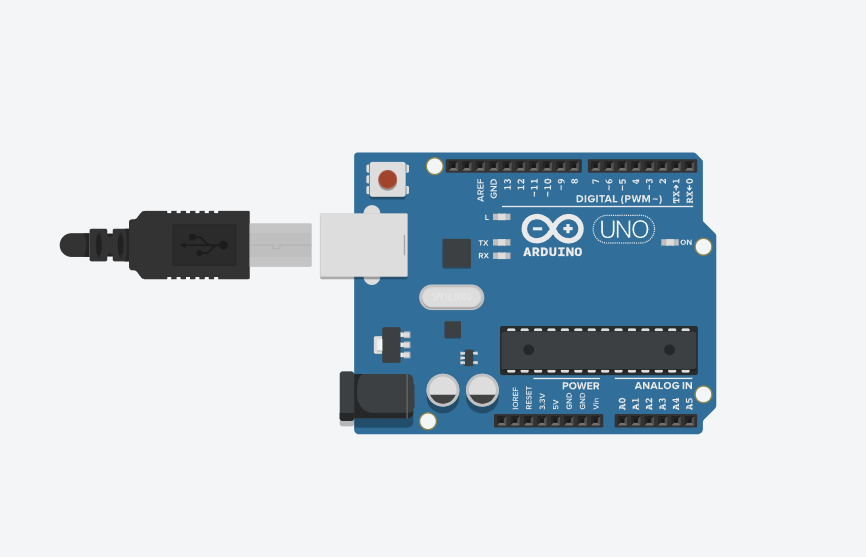 AREF
GND
13
12
~11
~10
~9
8
7
~6
~5
4
~3
2
TX→1
RX←0
DIGITAL (PWM~)
L
TX
RX
ARDUINO
UNO
ON
POWER
ANALOG IN
IOREF
RESET
3.3V
5V
GND
GND
Vin
A0
A1
A2
A3
A4
A5